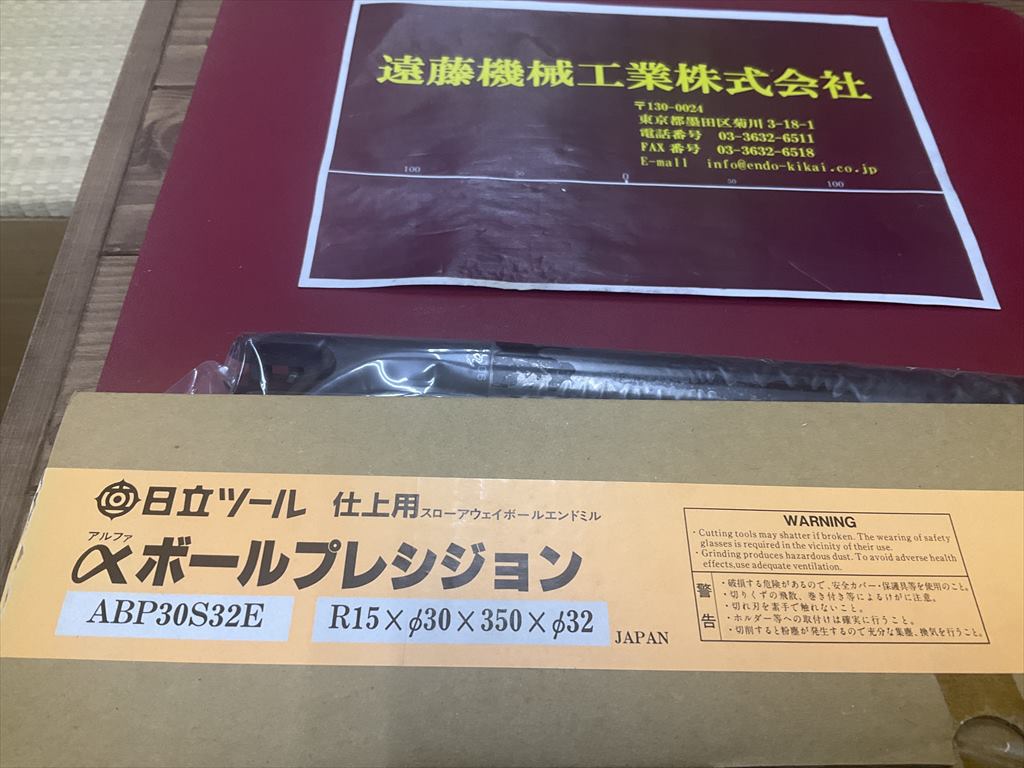 遠藤機械工業株式会社
〒130-0024
東京都墨田区菊川 3-18-1
電話番号 03-3632-6511
FAX 番号 03-3632-6518
E-mail info@endo-kikai.co.jp
100 50 0 50 100
日立ツール 仕上用スローアウェイボールエンドミル
アルファ
αボールプレシジョン
ABP30S32E R15×φ30×350×φ32 JAPAN
WARNING
・Cutting tools may shatter if broken. The wearing of safety
glasses is required in the vicinity of their use.
・Grinding produces hazardous dust. To avoid adverse health
effects,use adequate ventilation.
警告
・破損する危険があるので、安全カバー・保護具等を使用のこと。
・切りくずの飛散、巻き付き等によるけがに注意。
・切れ刃を素手で触れないこと。
・ホルダー等への取付けは確実に行うこと。
・切削すると粉塵が発生するので充分な集塵、換気を行うこと。